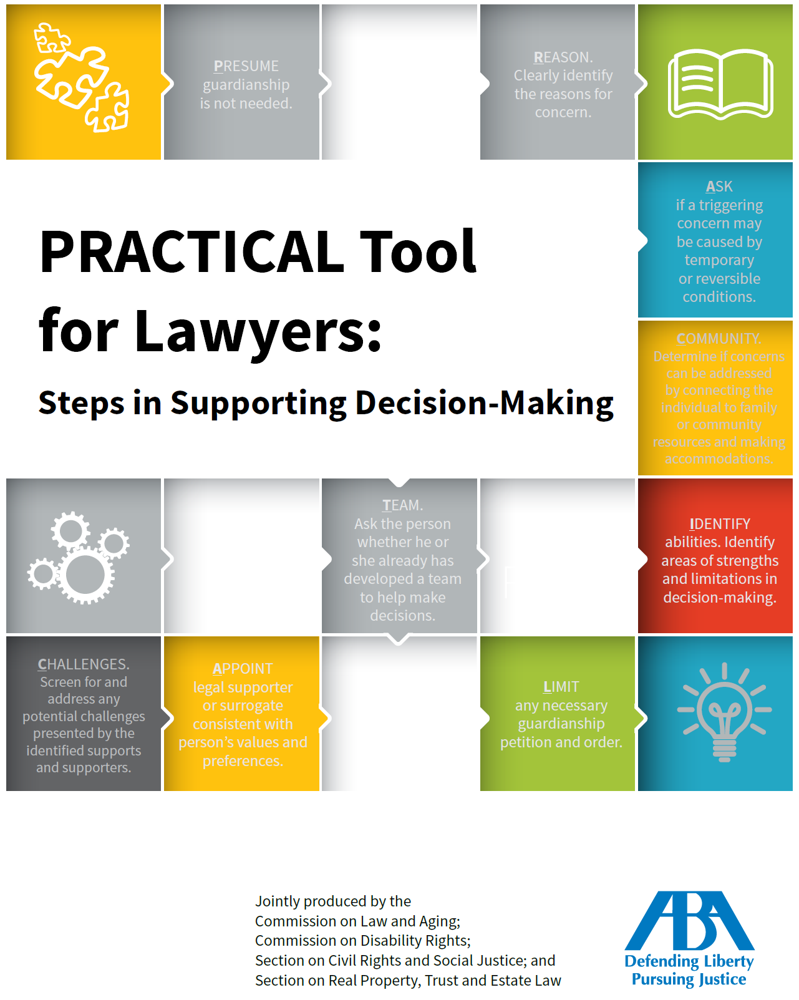 PRESUME
guardianship
is not needed.
REASON.
Clearly identify
the reasons for
concern.
ASK
if a triggering
concern may
be caused by
temporary
or reversible
conditions.
PRACTICAL Tool
for Lawyers:
Steps in Supporting Decision-Making
COMMUNITY.
Determine if concerns
can be addressed
by connecting the
individual to family
or community
resources and making
accommodations.
TEAM.
Ask the person
whether he or
she already has
developed a team
to help make
decisions.
IDENTIFY
abilities. Identify
areas of strengths
and limitations in
decision-making.
CHALLENGES.
Screen for and
address any
potential challenges
presented by the
identified supports
and supporters.
APPOINT
legal supporter
or surrogate
consistent with
person's values and
preferences.
LIMIT
any necessary
guardianship
petition and order.
Jointly produced by the
Commission on Law and Aging;
Commission on Disability Rights;
Section on Civil Rights and Social Justice; and
Section on Real Property, Trust and Estate Law
ABA
Defending Liberty
Pursuing Justice